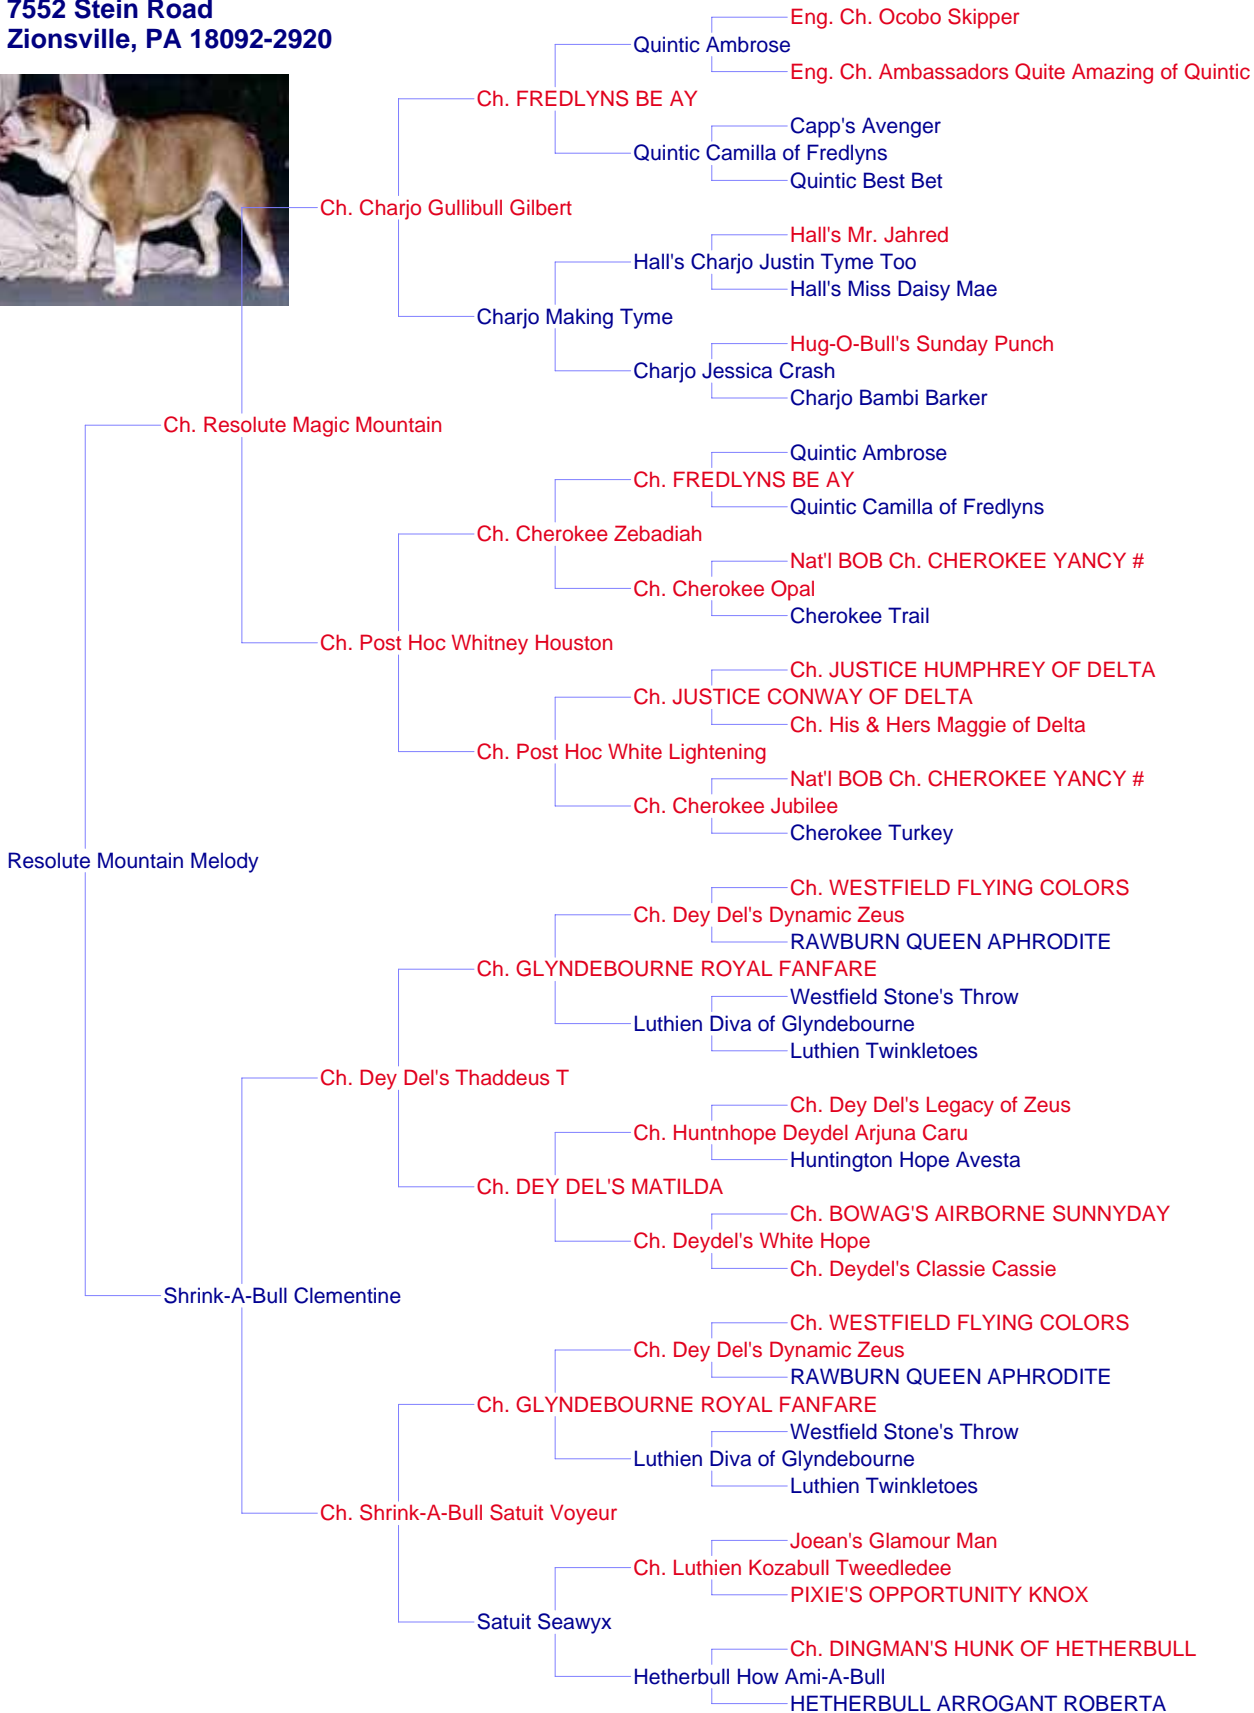 7552 Stein Road
Zionsville, PA 18092-2920
Eng. Ch. Ocobo Skipper
Quintic Ambrose
Eng. Ch. Ambassadors Quite Amazing of Quintic
Ch. FREDLYNS BE AY
Capp's Avenger
Quintic Camilla of Fredlyns
Quintic Best Bet
Ch. Charjo Gullibull Gilbert
Hall's Mr. Jahred
Hall's Charjo Justin Tyme Too
Hall's Miss Daisy Mae
Charjo Making Tyme
Hug-O-Bull's Sunday Punch
Charjo Jessica Crash
Charjo Bambi Barker
Ch. Resolute Magic Mountain
Quintic Ambrose
Ch. FREDLYNS BE AY
Quintic Camilla of Fredlyns
Ch. Cherokee Zebadiah
Nat'l BOB Ch. CHEROKEE YANCY #
Ch. Cherokee Opal
Cherokee Trail
Ch. Post Hoc Whitney Houston
Ch. JUSTICE HUMPHREY OF DELTA
Ch. JUSTICE CONWAY OF DELTA
Ch. His & Hers Maggie of Delta
Ch. Post Hoc White Lightening
Nat'l BOB Ch. CHEROKEE YANCY #
Ch. Cherokee Jubilee
Cherokee Turkey
Resolute Mountain Melody
Ch. WESTFIELD FLYING COLORS
Ch. Dey Del's Dynamic Zeus
RAWBURN QUEEN APHRODITE
Ch. GLYNDEBOURNE ROYAL FANFARE
Westfield Stone's Throw
Luthien Diva of Glyndebourne
Luthien Twinkletoes
Ch. Dey Del's Thaddeus T
Ch. Dey Del's Legacy of Zeus
Ch. Huntnhope Deydel Arjuna Caru
Huntington Hope Avesta
Ch. DEY DEL'S MATILDA
Ch. BOWAG'S AIRBORNE SUNNYDAY
Ch. Deydel's White Hope
Ch. Deydel's Classie Cassie
Shrink-A-Bull Clementine
Ch. WESTFIELD FLYING COLORS
Ch. Dey Del's Dynamic Zeus
RAWBURN QUEEN APHRODITE
Ch. GLYNDEBOURNE ROYAL FANFARE
Westfield Stone's Throw
Luthien Diva of Glyndebourne
Luthien Twinkletoes
Ch. Shrink-A-Bull Satuit Voyeur
Joean's Glamour Man
Ch. Luthien Kozabull Tweedledee
PIXIE'S OPPORTUNITY KNOX
Satuit Seawyx
Ch. DINGMAN'S HUNK OF HETHERBULL
Hetherbull How Ami-A-Bull
HETHERBULL ARROGANT ROBERTA